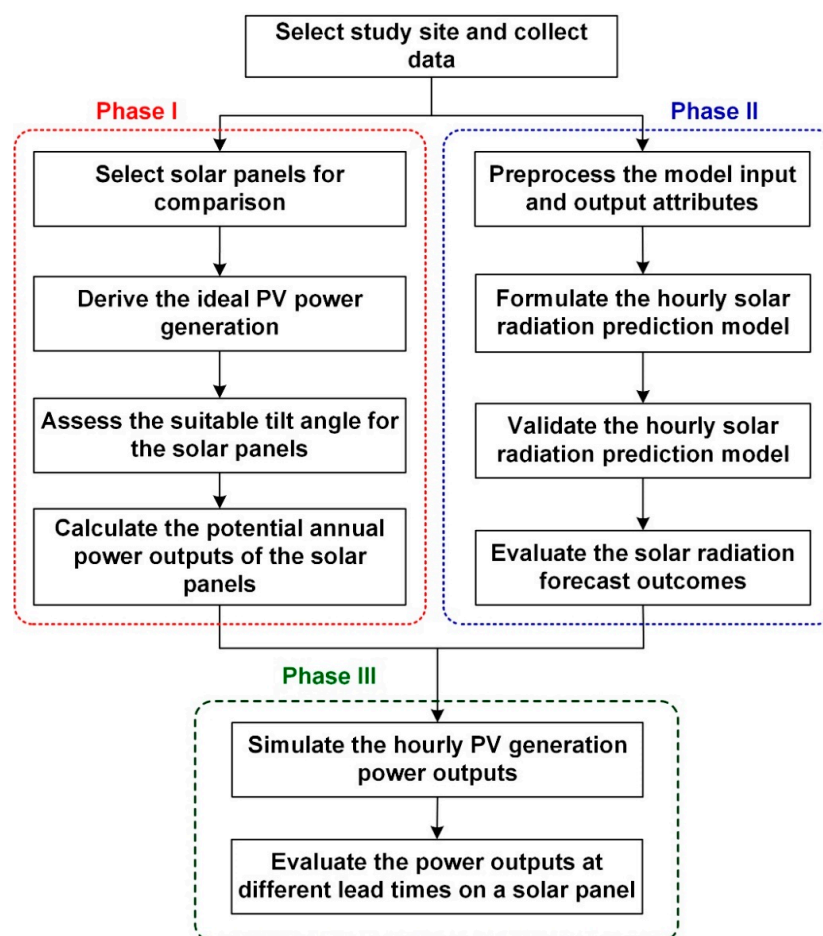 Select study site and collect
data
Phase I
Select solar panels for
comparison
Derive the ideal PV power
generation
Assess the suitable tilt angle for
the solar panels
Calculate the potential annual
power outputs of the solar
panels
Phase II
Preprocess the model input
and output attributes
Formulate the hourly solar
radiation prediction model
Validate the hourly solar
radiation prediction model
Evaluate the solar radiation
forecast outcomes
Phase III
Simulate the hourly PV generation
power outputs
Evaluate the power outputs at
different lead times on a solar panel